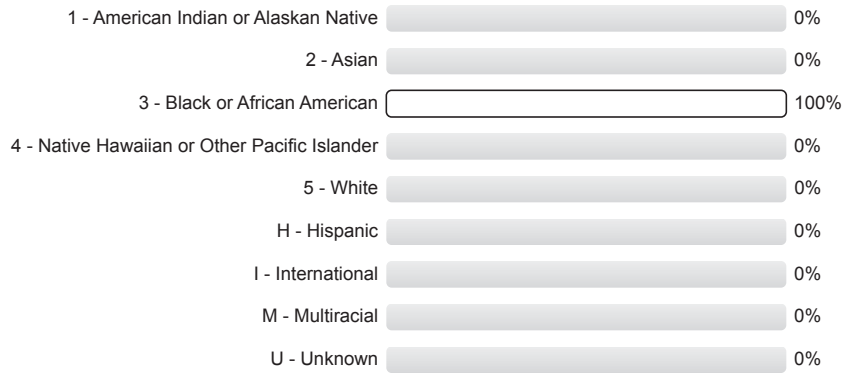 1 - American Indian or Alaskan Native 0%
2 - Asian 0%
3 - Black or African American 100%
4 - Native Hawaiian or Other Pacific Islander 0%
5 - White 0%
H - Hispanic 0%
I - International 0%
M - Multiracial 0%
U - Unknown 0%